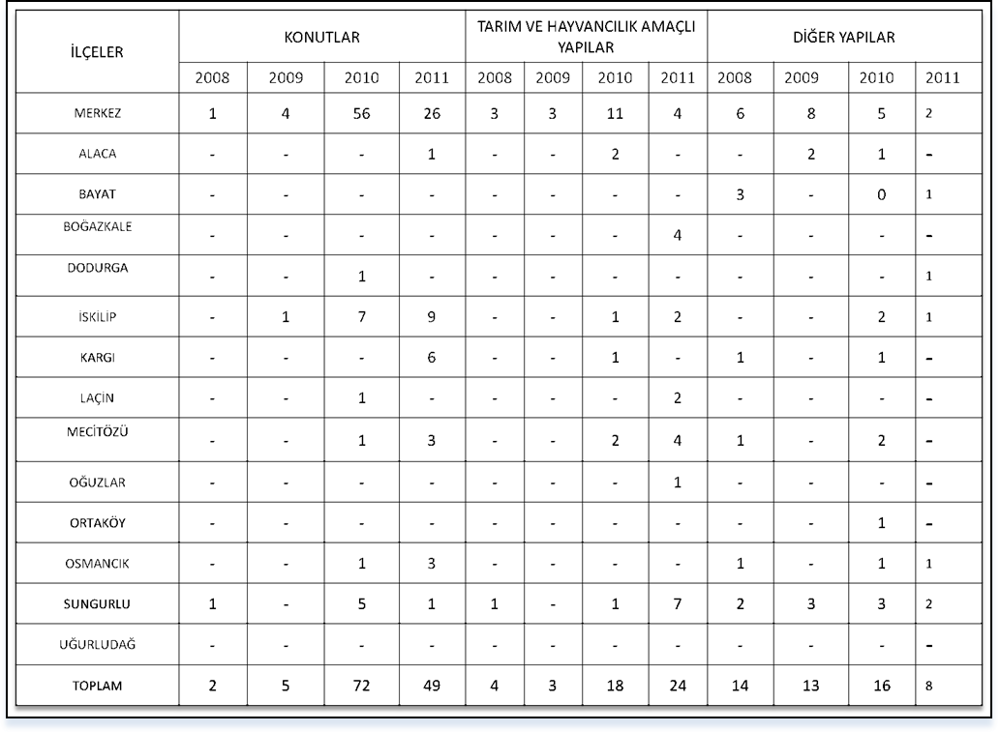 İLÇELER KONUTLAR TARIM VE HAYVANCILIK AMAÇLI YAPILAR DİĞER YAPILAR
2008 2009 2010 2011 2008 2009 2010 2011 2008 2009 2010 2011
MERKEZ 1 4 56 26 3 3 11 4 6 8 5 2
ALACA - - - 1 - - 2 - - 2 1 -
BAYAT - - - - - - - - 3 - 0 1
BOĞAZKALE - - - - - - - 4 - - - -
DODURGA - - 1 - - - - - - - - 1
İSKİLİP - 1 7 9 - - 1 2 - - 2 1
KARGI - - - 6 - - 1 - 1 - 1 -
LAÇİN - - 1 - - - - 2 - - - -
MECİTÖZÜ - - 1 3 - - 2 4 1 - 2 -
OĞUZLAR - - - - - - - 1 - - - -
ORTAKÖY - - - - - - - - - - 1 -
OSMANCIK - - 1 3 - - - - 1 - 1 1
SUNGURLU 1 - 5 1 1 - 1 7 2 3 3 2
UĞURLUDAĞ - - - - - - - - - - - -
TOPLAM 2 5 72 49 4 3 18 24 14 13 16 8